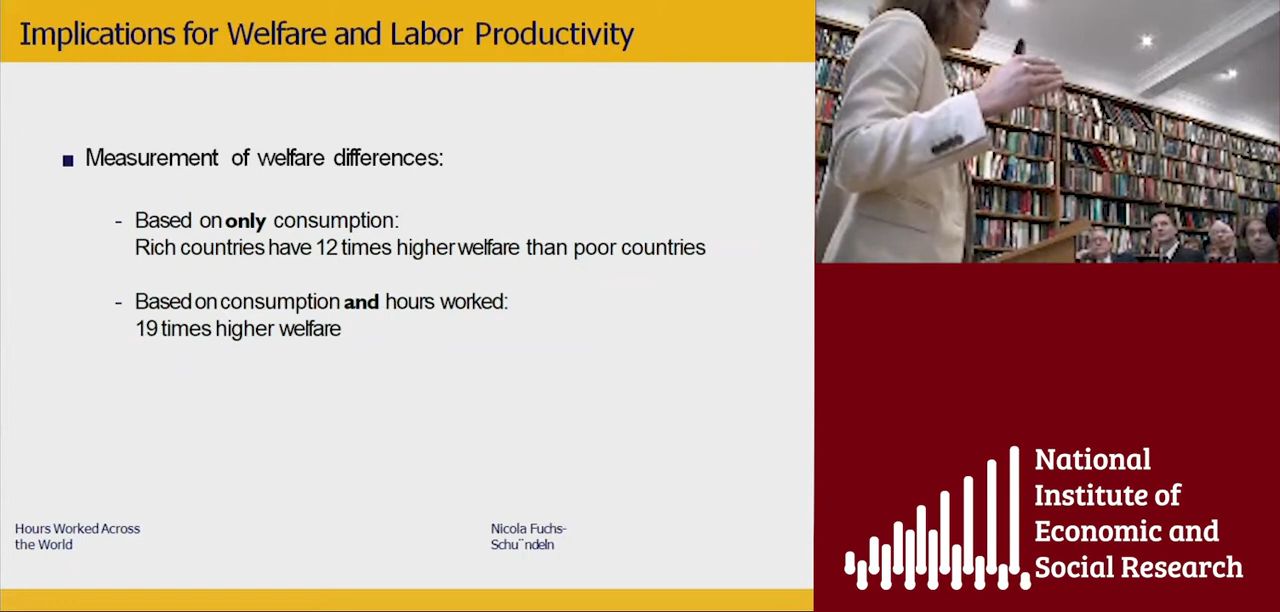 Implications for Welfare and Labor Productivity
Measurement of welfare differences:
- Based on only consumption:
Rich countries have 12 times higher welfare than poor countries
- Based on consumption and hours worked:
19 times higher welfare
Hours Worked Across
the World
Nicola Fuchs-
Schu¨ndeln
National
Institute of
Economic and
Social Research